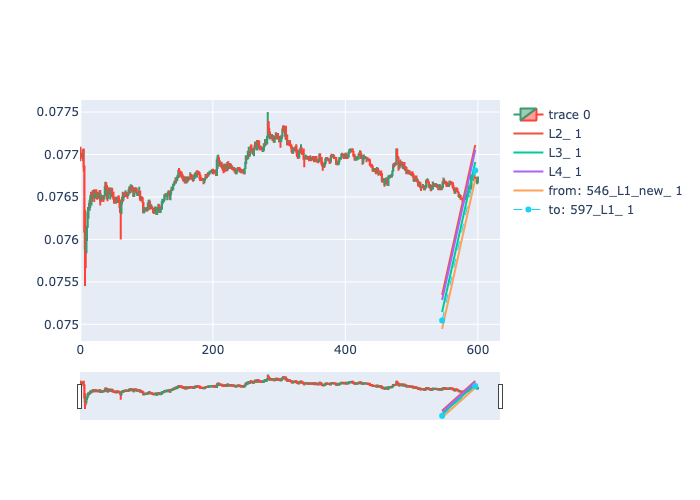 0.0775
0.077
0.0765
0.076
0.0755
0.075
0
200
400
600
trace 0
L2_ 1
L3_ 1
L4_ 1
from: 546_L1_new_ 1
to: 597_L1_ 1